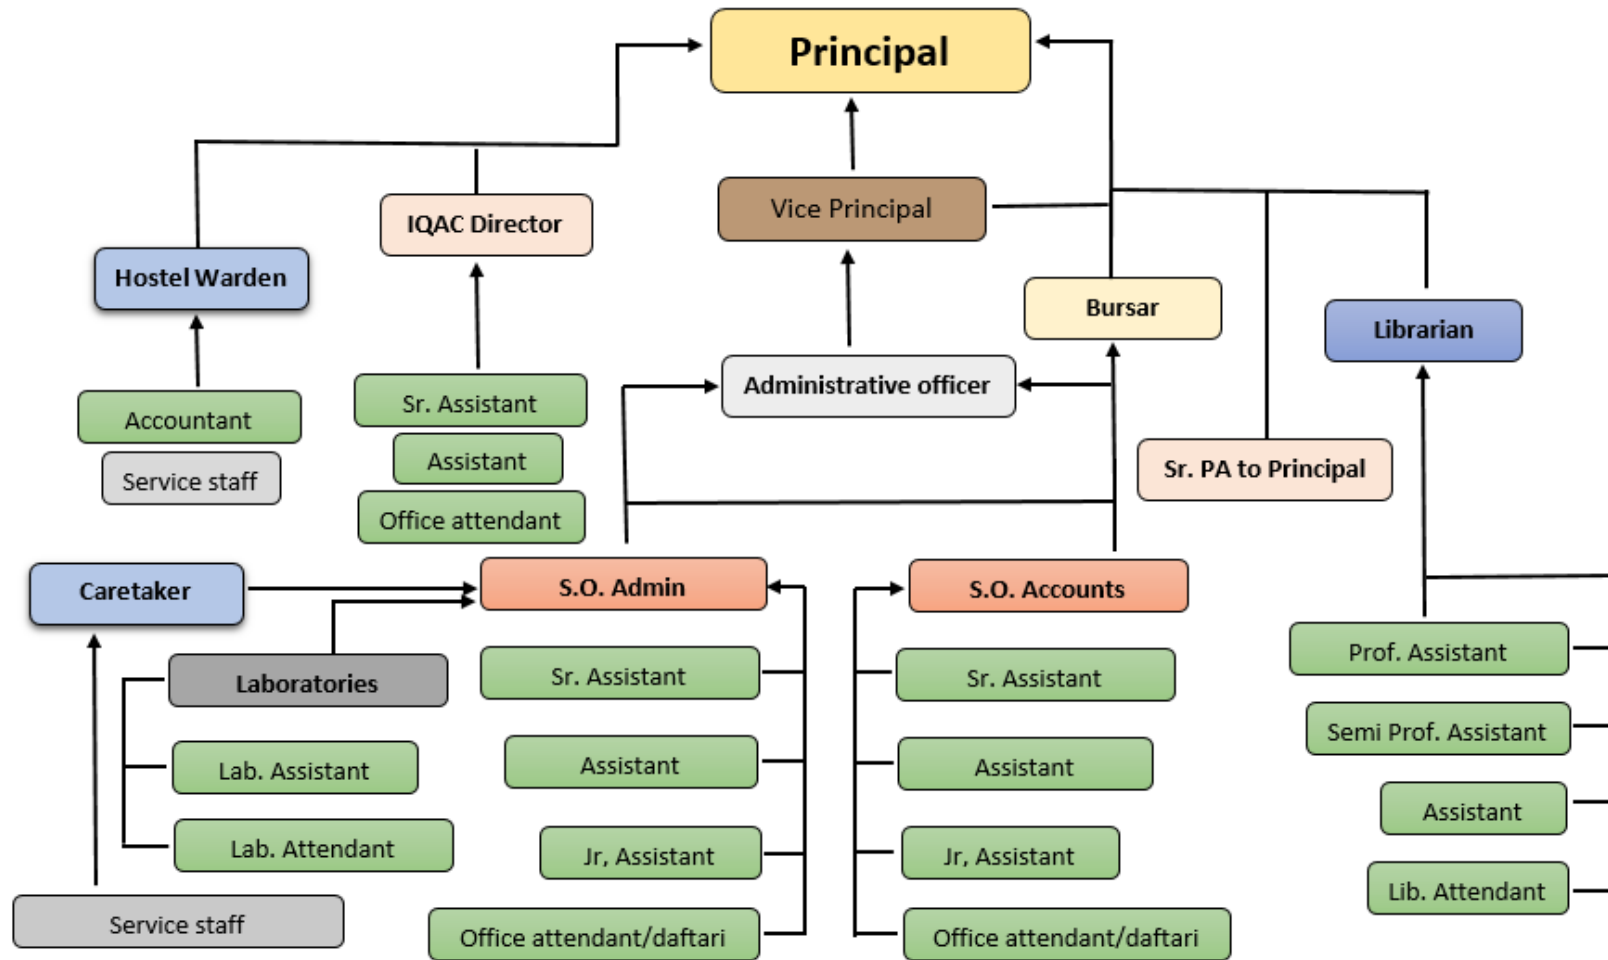 Principal
Vice Principal
IQAC Director
Hostel Warden
Bursar
Librarian
Administrative officer
Accountant
Service staff
Sr. Assistant
Assistant
Office attendant
Sr. PA to Principal
Caretaker
S.O. Admin
S.O. Accounts
Laboratories
Lab. Assistant
Lab. Attendant
Service staff
Sr. Assistant
Assistant
Jr, Assistant
Office attendant/daftari
Sr. Assistant
Assistant
Jr, Assistant
Office attendant/daftari
Prof. Assistant
Semi Prof. Assistant
Assistant
Lib. Attendant